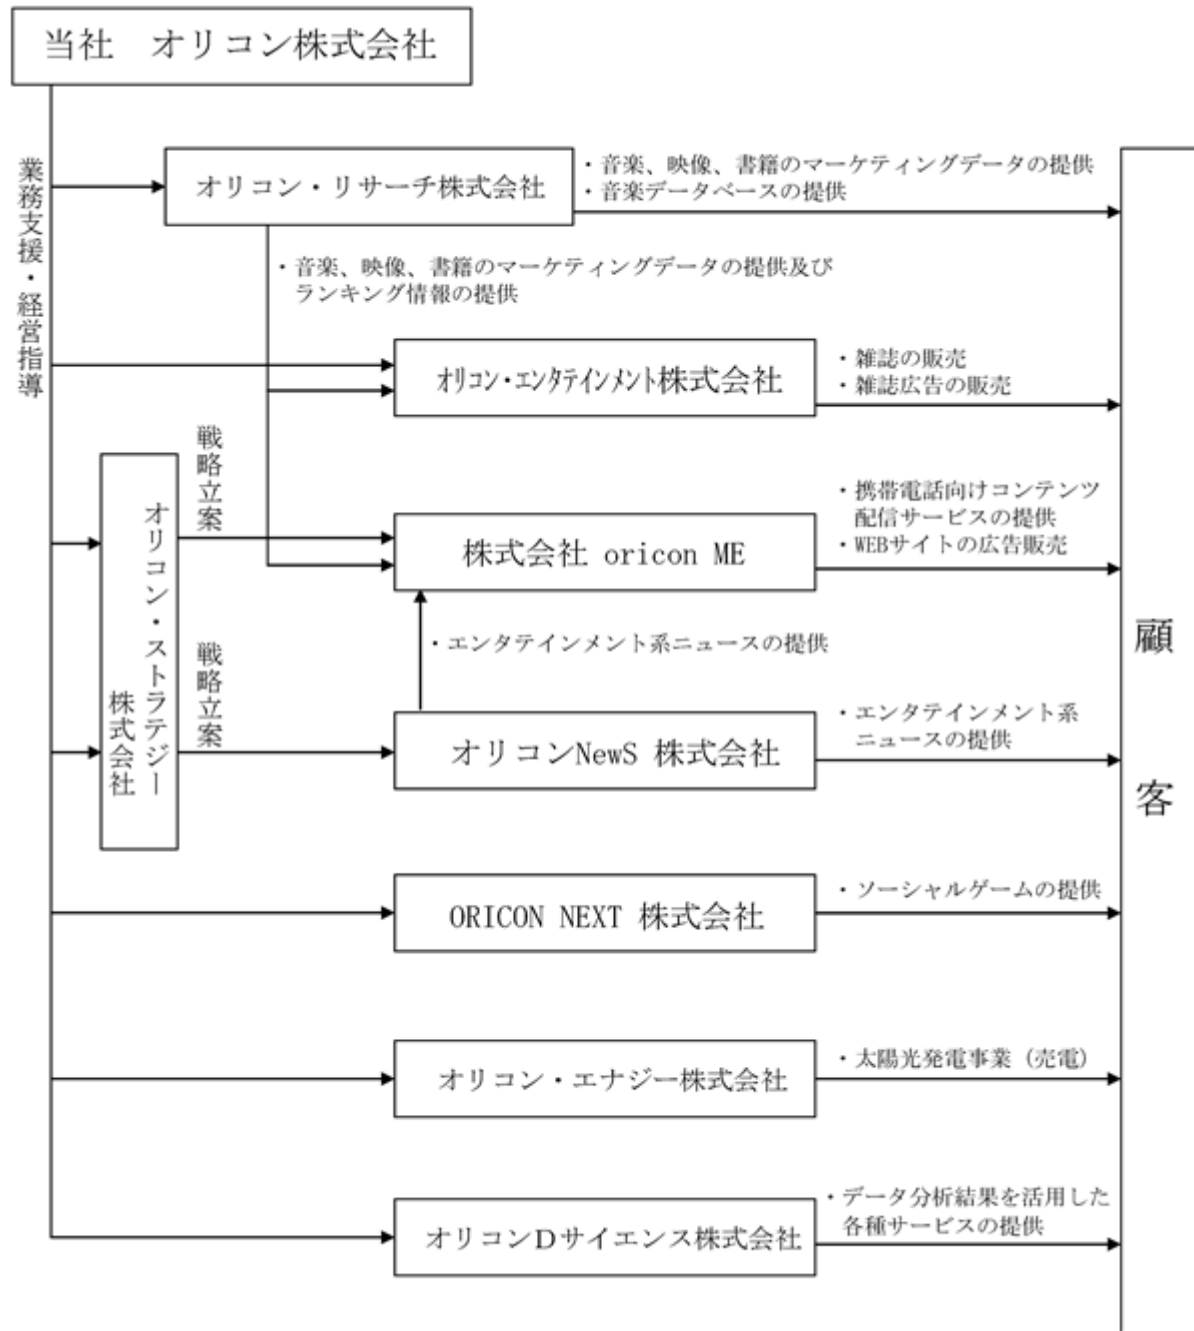 当社　オリコン株式会社
業務支援・経営指導
オリコン・リサーチ株式会社
・音楽、映像、書籍のマーケティングデータの提供
・音楽データベースの提供
・音楽、映像、書籍のマーケティングデータの提供及び
ランキング情報の提供
オリコン・エンタテインメント株式会社
・雑誌の販売
・雑誌広告の販売
オリコン・ストラテジー
株式会社
戦略立案
株式会社 oricon ME
・携帯電話向けコンテンツ
配信サービスの提供
・WEBサイトの広告販売
・エンタテインメント系ニュースの提供
戦略立案
オリコンNewS 株式会社
・エンタテインメント系
ニュースの提供
ORICON NEXT 株式会社
・ソーシャルゲームの提供
オリコン・エナジー株式会社
・太陽光発電事業（売電）
オリコンDサイエンス株式会社
・データ分析結果を活用した
各種サービスの提供
顧客